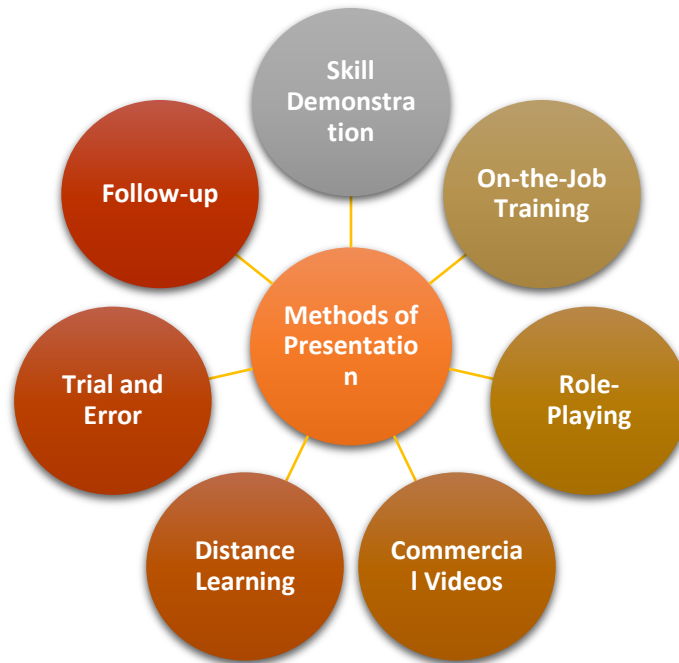 Skill
Demonstra
tion
On-the-Job
Training
Role-
Playing
Commercia
l Videos
Distance
Learning
Trial and
Error
Follow-up
Methods of
Presentatio
n